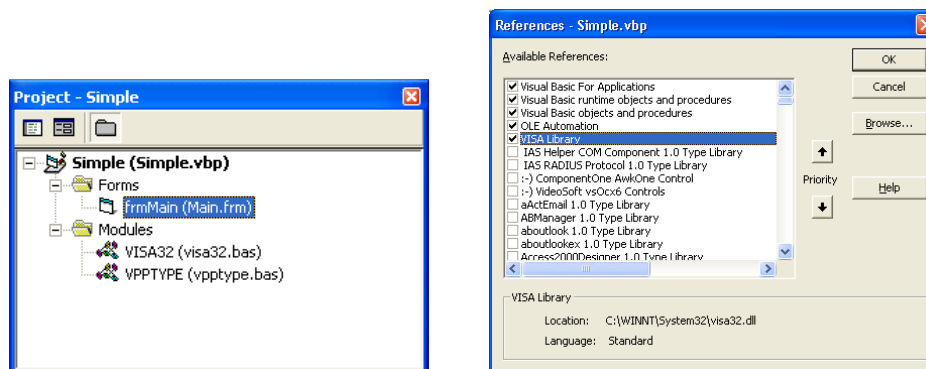 Project - Simple
Simple (Simple.vbp)
Forms
frmMain (Main.frm)
Modules
VISA32 (visa32.bas)
VPPTYPE (vpptype.bas)
References - Simple.vbp
Available References:
Visual Basic For Applications
Visual Basic runtime objects and procedures
Visual Basic objects and procedures
OLE Automation
VISA Library
IAS Helper COM Component 1.0 Type Library
IAS RADIUS Protocol 1.0 Type Library
:-) ComponentOne AwkOne Control
:-) VideoSoft vsOcx6 Controls
aActEmail 1.0 Type Library
ABManager 1.0 Type Library
aboutlook 1.0 Type Library
aboutlookex 1.0 Type Library
Access2000Designer 1.0 Type Library
OK
Cancel
Browse...
Priority
Help
VISA Library
Location: C:\WINNT\System32\visa32.dll
Language: Standard